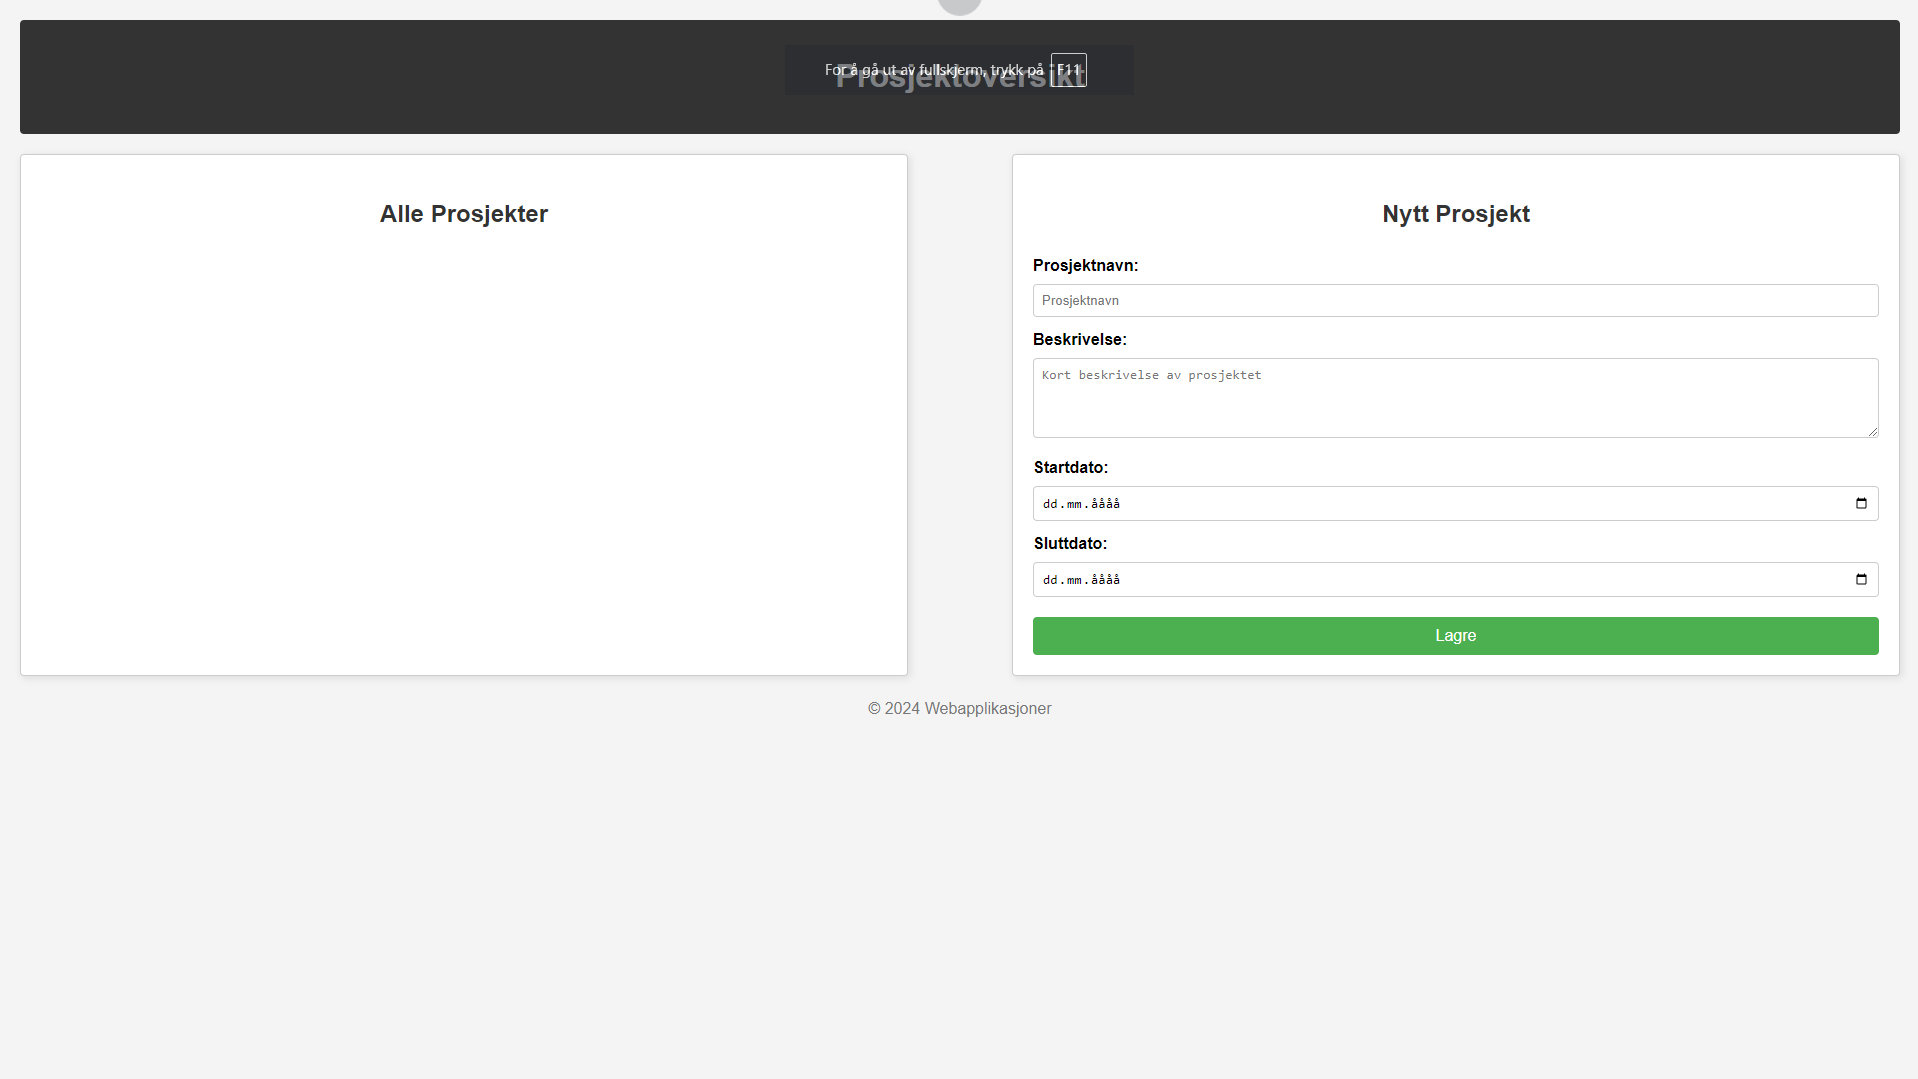 Prosjektoversikt
For å gå ut av fullskjerm, trykk på F11
Alle Prosjekter
Nytt Prosjekt
Prosjektnavn:
Prosjektnavn
Beskrivelse:
Kort beskrivelse av prosjektet
Startdato:
dd.mm.åååå
Sluttdato:
dd.mm.åååå
Lagre
© 2024 Webapplikasjoner